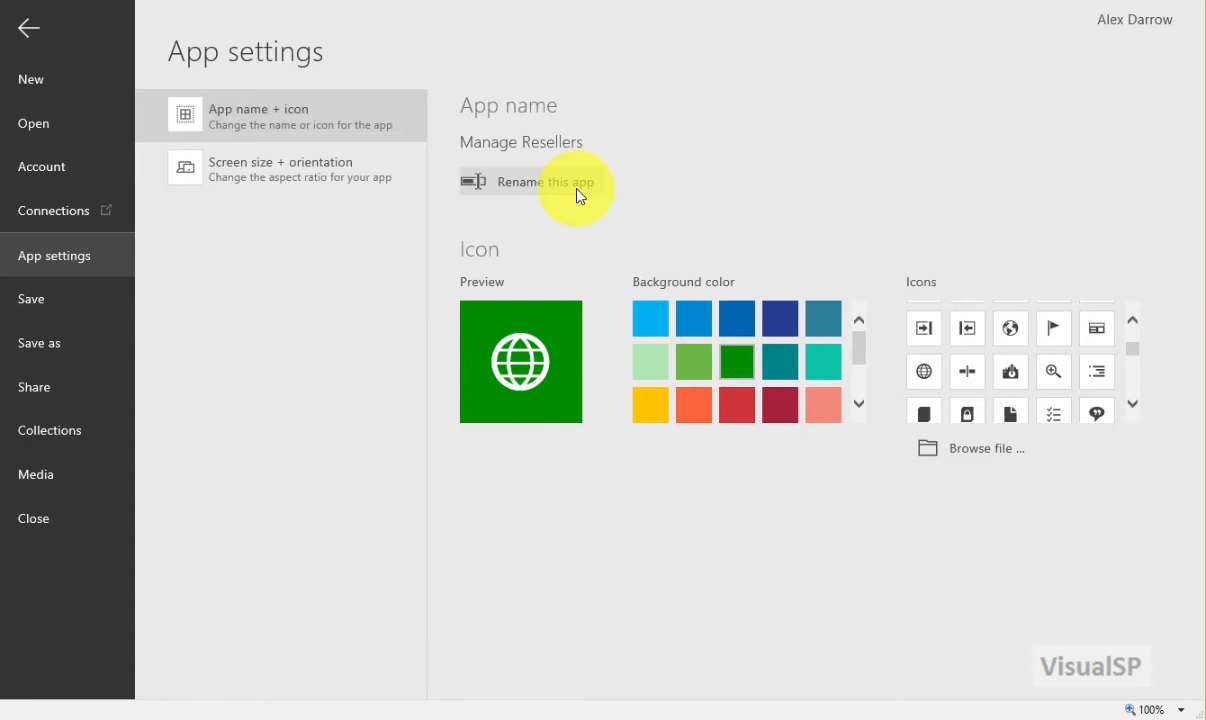 Alex Darrow
App settings
New
Open
Account
Connections
App settings
Save
Save as
Share
Collections
Media
Close
App name + icon
Change the name or icon for the app
Screen size + orientation
Change the aspect ratio for your app
App name
Manage Resellers
Rename this app
Icon
Preview
Background color
Icons
Browse file ...
VisualSP
100%